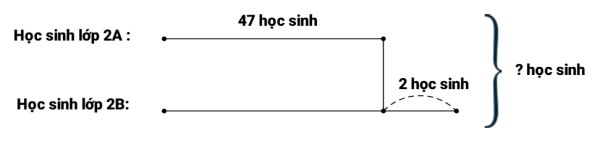 47 học sinh
Học sinh lớp 2A :
2 học sinh
? học sinh
Học sinh lớp 2B: